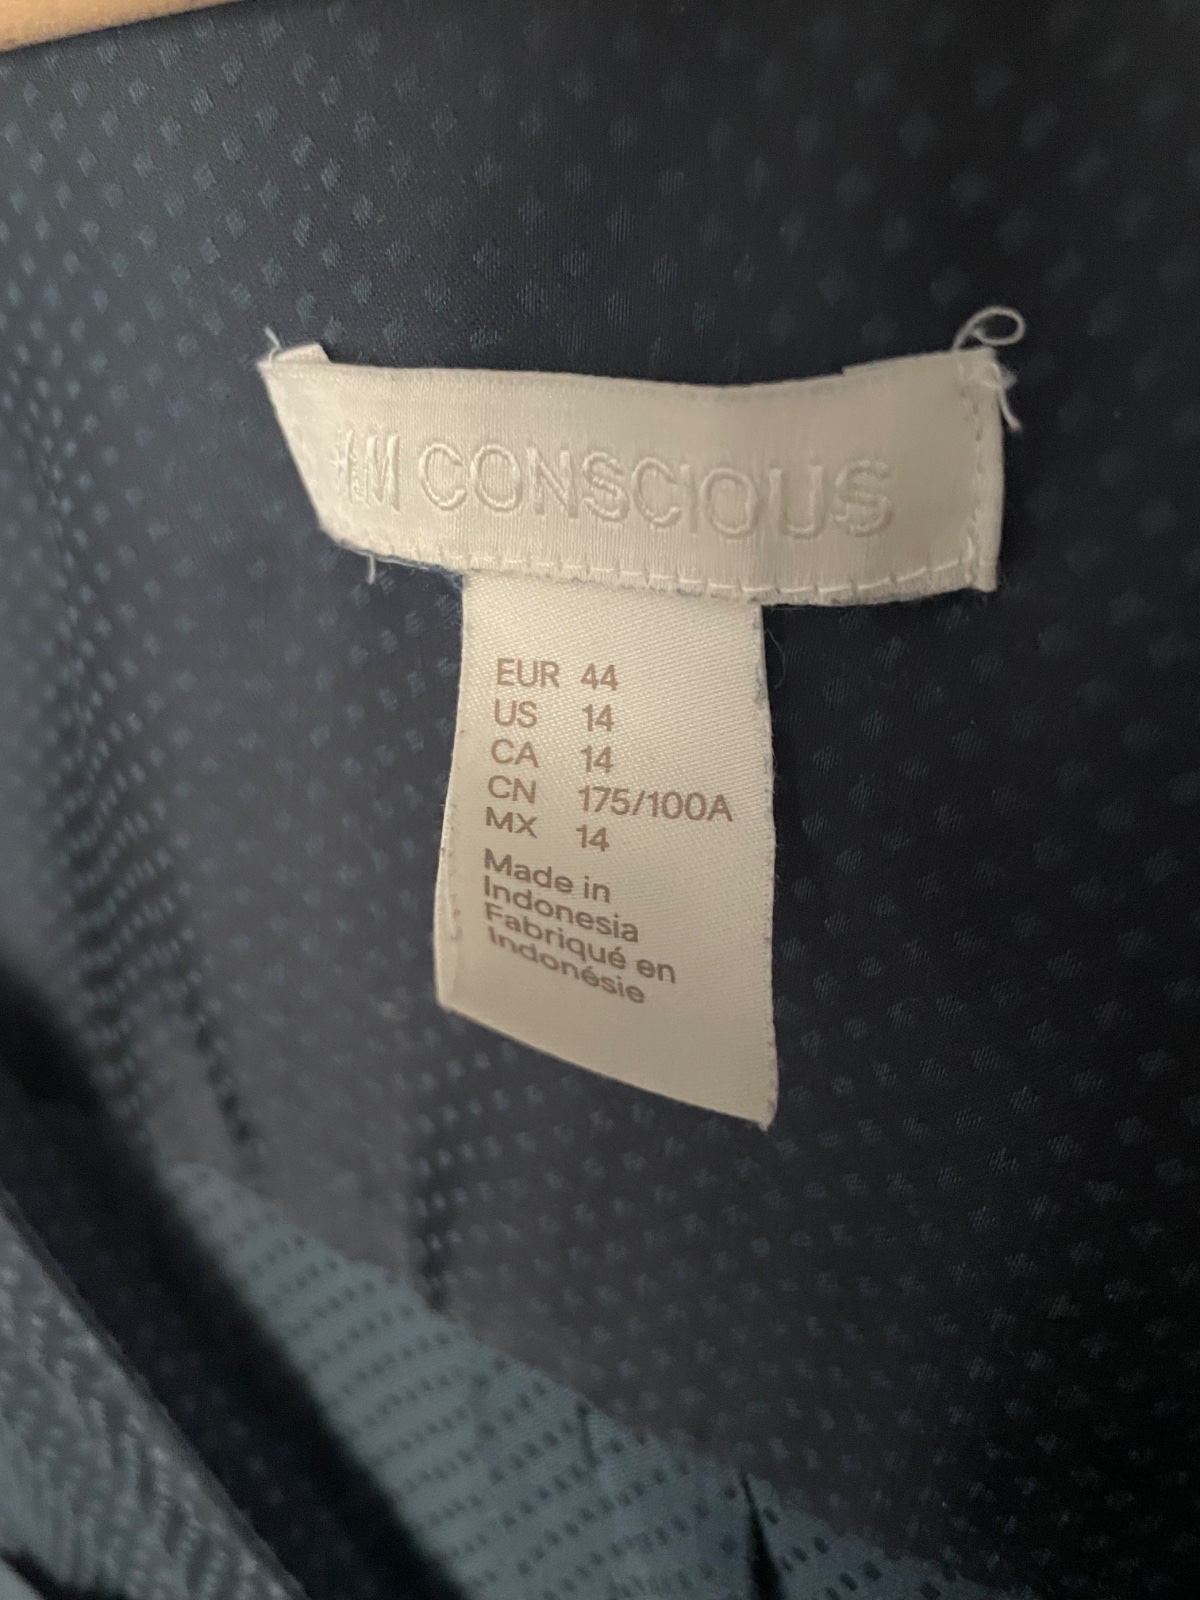 H&M CONSCIOUS
EUR 44
US 14
CA 14
CN 175/100A
MX 14
Made in
Indonesia
Fabriqué en
Indonésie